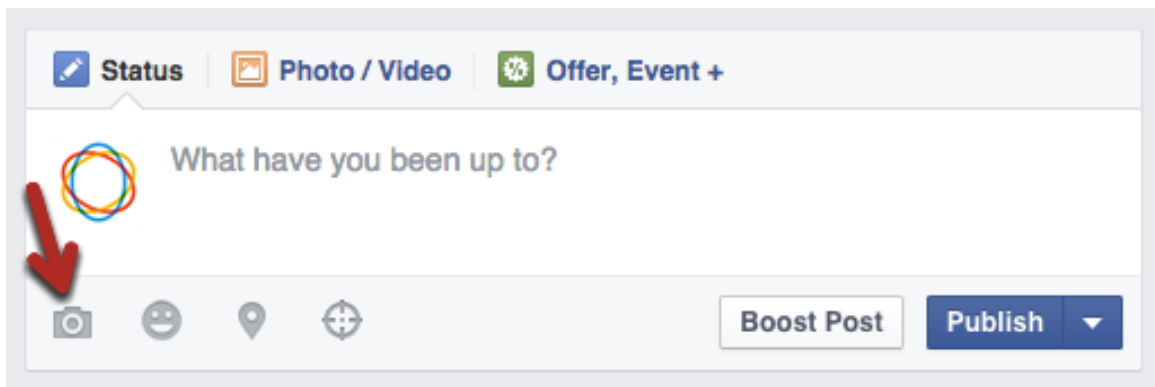 Status Photo / Video Offer, Event +
What have you been up to?
Boost Post Publish